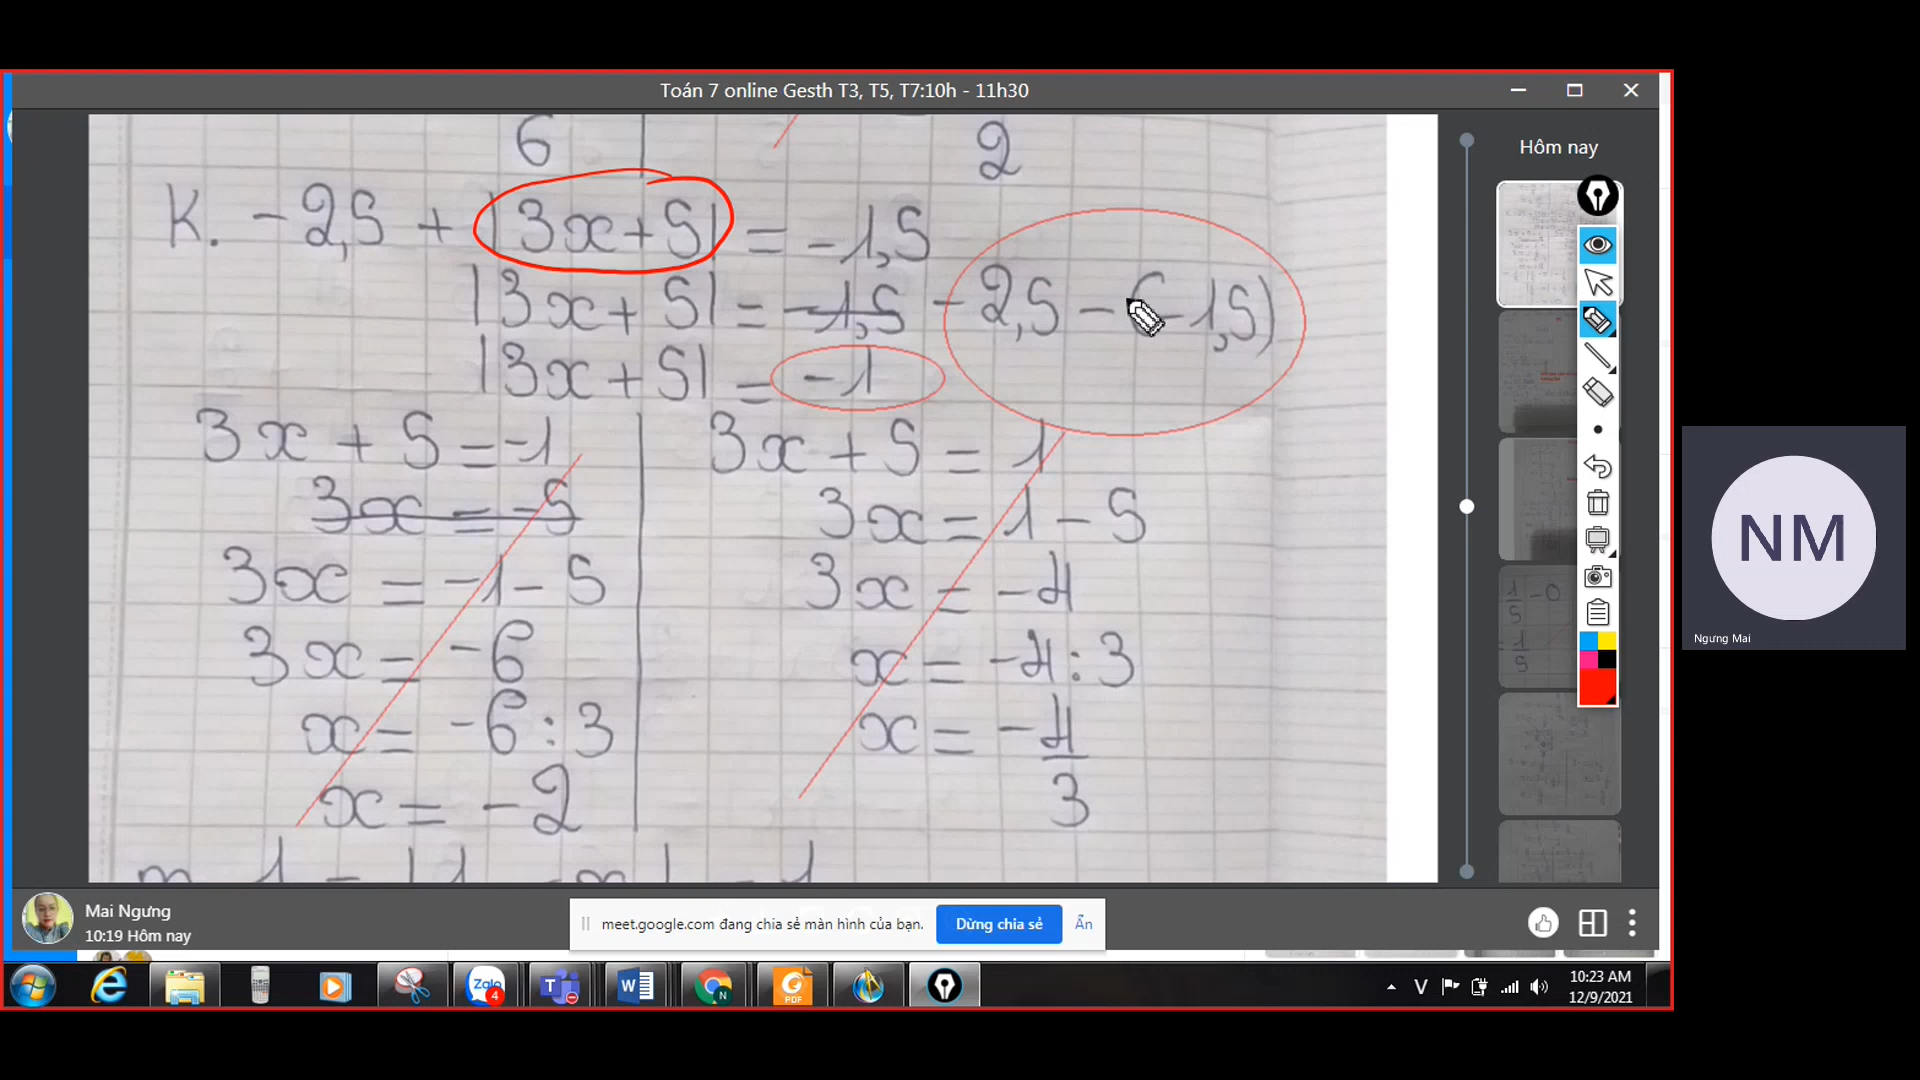 Toán 7 online Gesth T3, T5, T7:10h - 11h30
Hôm nay
6 2
K. -2,5 + |3x+5| = -1,5
|3x+5| = -1,5 -2,5 - (-1,5)
|3x+5| = -1
3x + 5 = -1
3x = -5
3x = -1 - 5
3x = -6
x = -6 : 3
x = -2
3x + 5 = 1
3x = 1 - 5
3x = -4
x = -4 : 3
x = -4
3
NM
Ngưng Mai
Mai Ngưng
10:19 Hôm nay
meet.google.com đang chia sẻ màn hình của bạn. Dừng chia sẻ Ẩn
Zalo
4
PDF
V
10:23 AM
12/9/2021